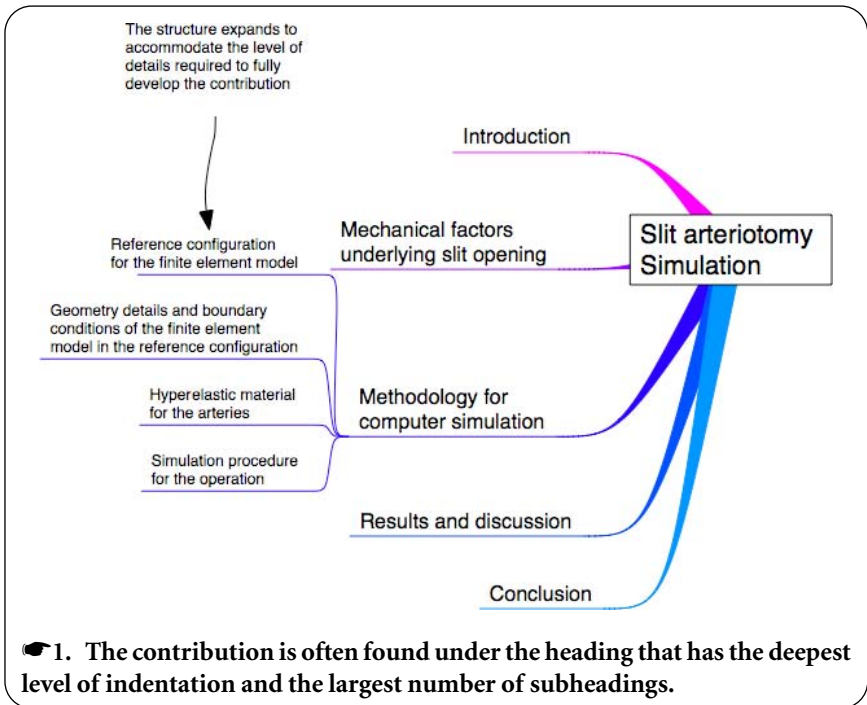 The structure expands to
accommodate the level of
details required to fully
develop the contribution
Introduction
Mechanical factors
underlying slit opening
Slit arteriotomy
Simulation
Reference configuration
for the finite element model
Geometry details and boundary
conditions of the finite element
model in the reference configuration
Hyperelastic material
for the arteries
Simulation procedure
for the operation
Methodology for
computer simulation
Results and discussion
Conclusion
☛1. The contribution is often found under the heading that has the deepest
level of indentation and the largest number of subheadings.